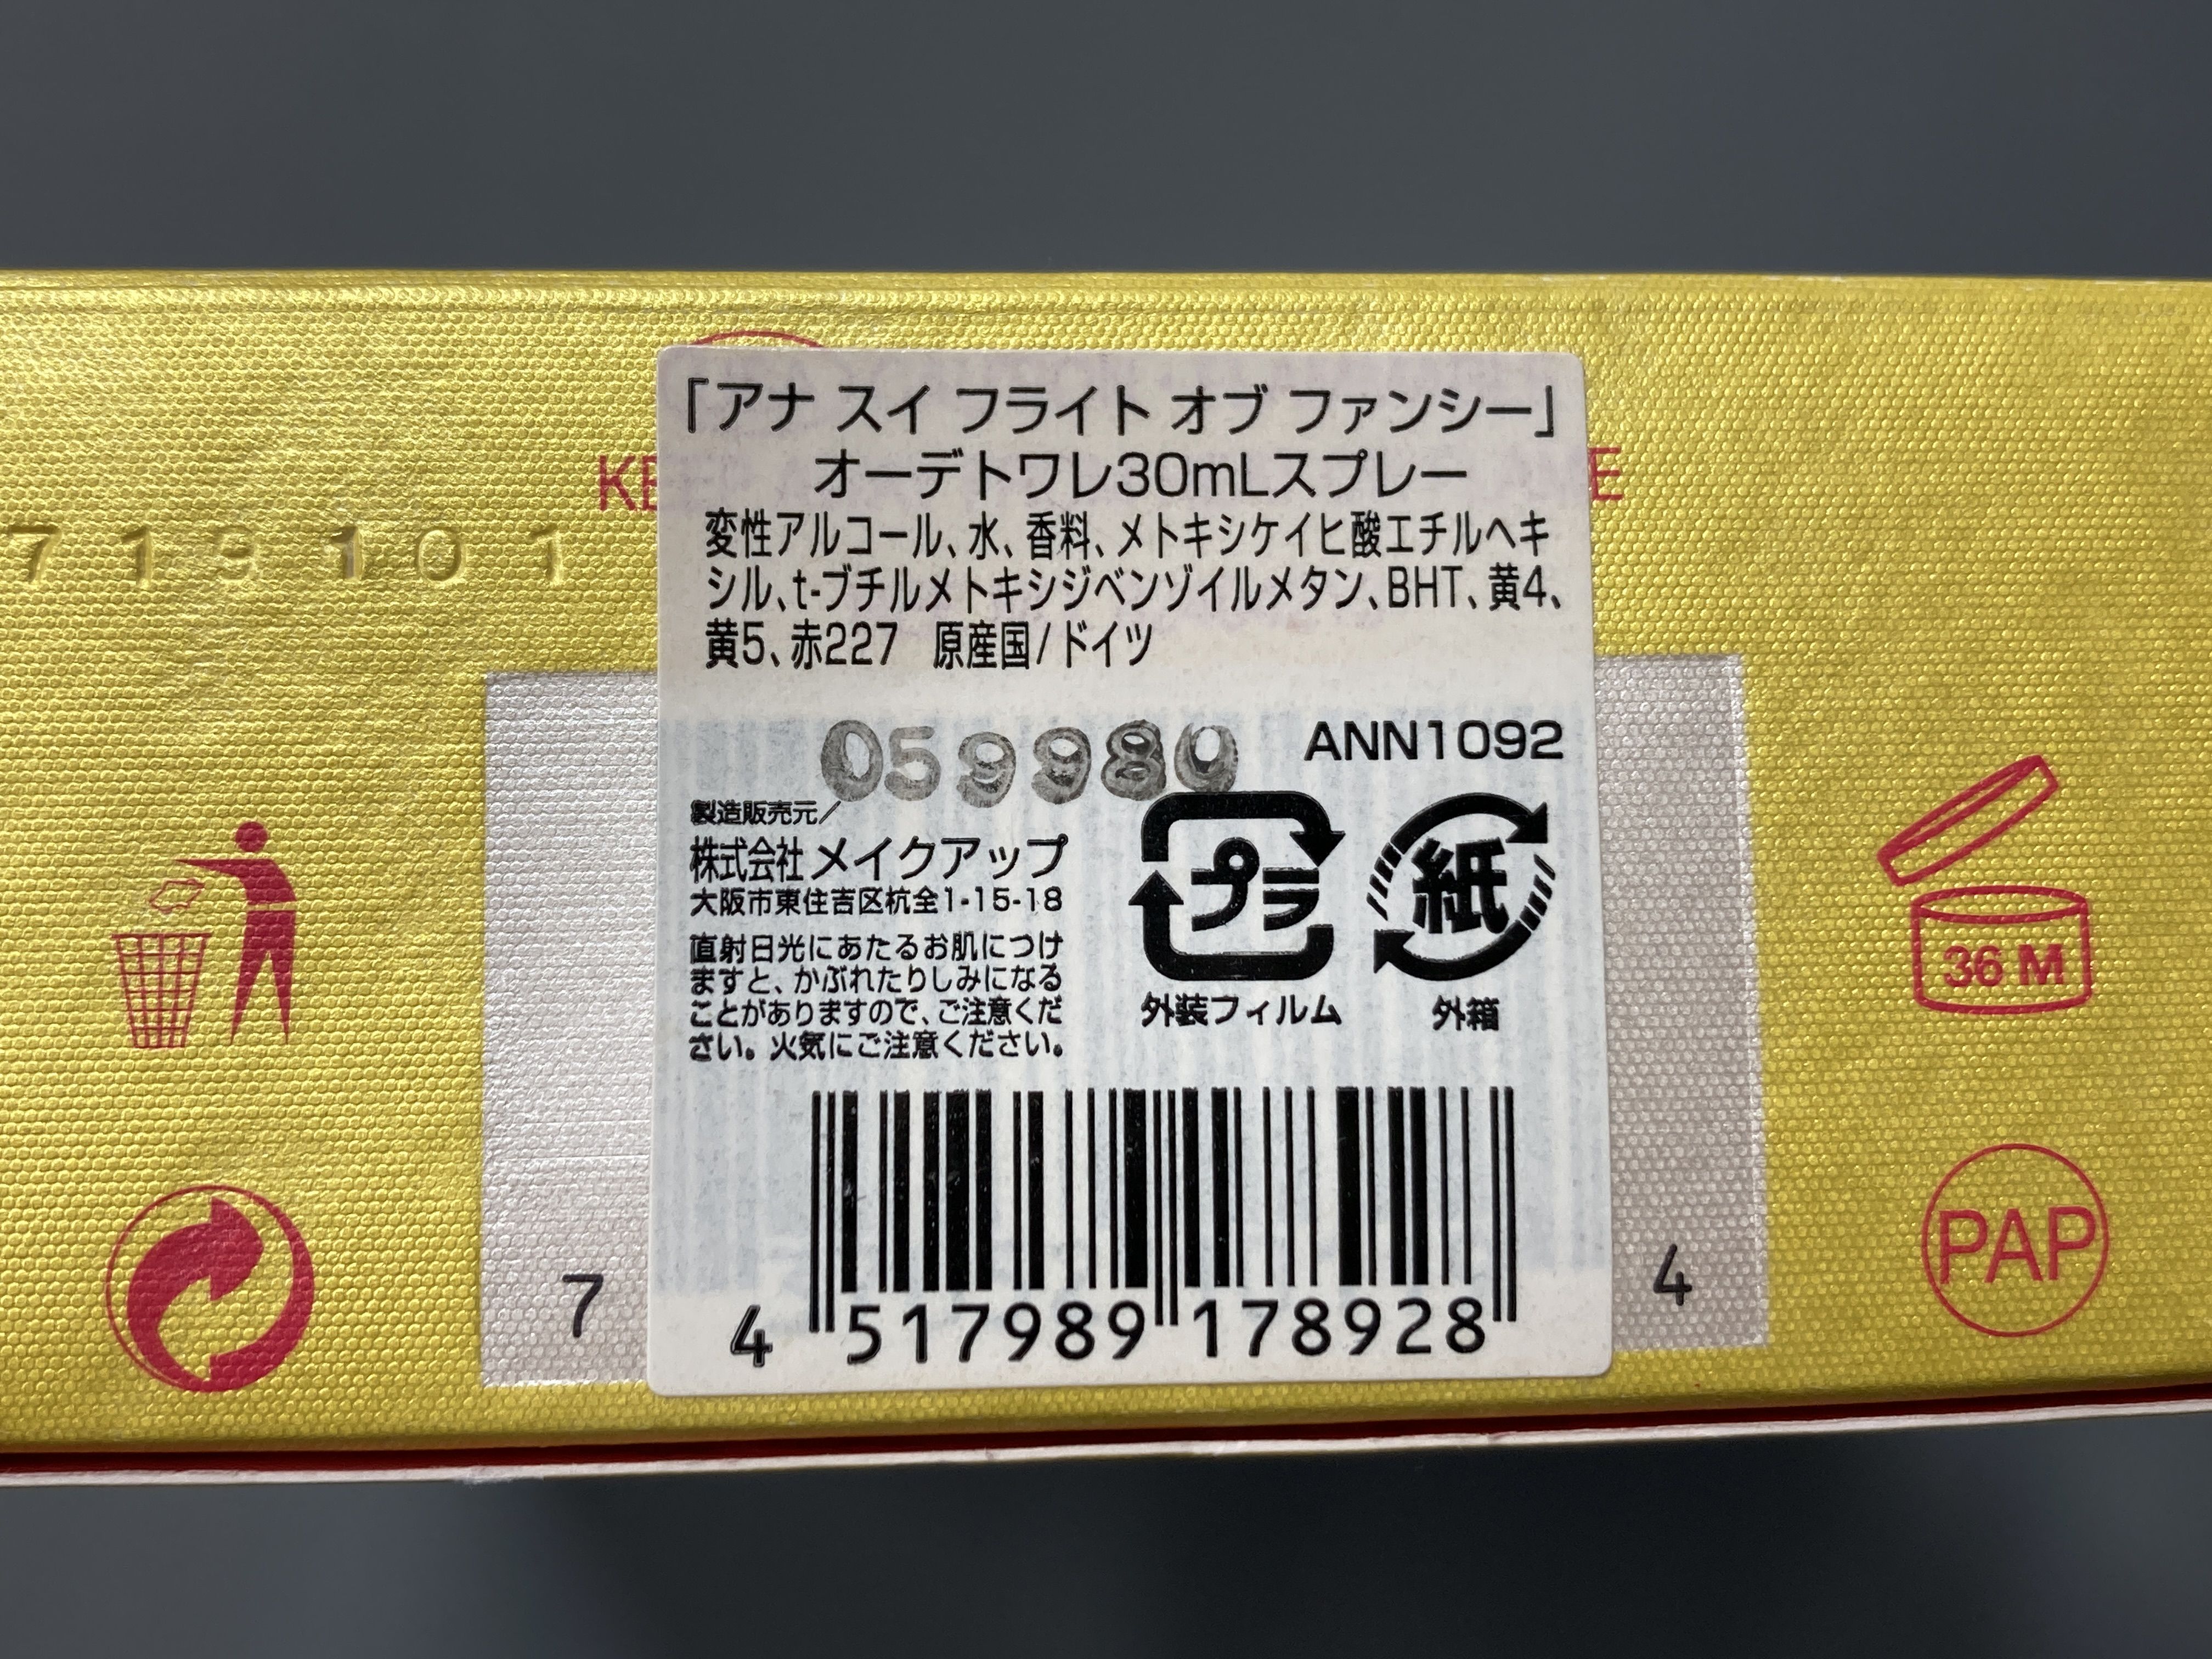 「アナ スイ フライト オブ ファンシー」
オーデトワレ30mLスプレー
変性アルコール、水、香料、メトキシケイヒ酸エチルヘキ
シル、t-ブチルメトキシジベンゾイルメタン、BHT、黄4、
黄5、赤227 原産国/ドイツ
719101
059980
ANN1092
製造販売元/
株式会社 メイクアップ
大阪市東住吉区杭全1-15-18
直射日光にあたるお肌につけ
ますと、かぶれたりしみになる
ことがありますので、ご注意くだ
さい。火気にご注意ください。
プラ
外装フィルム
紙
外箱
36 M
PAP
7
4
4 517989 178928